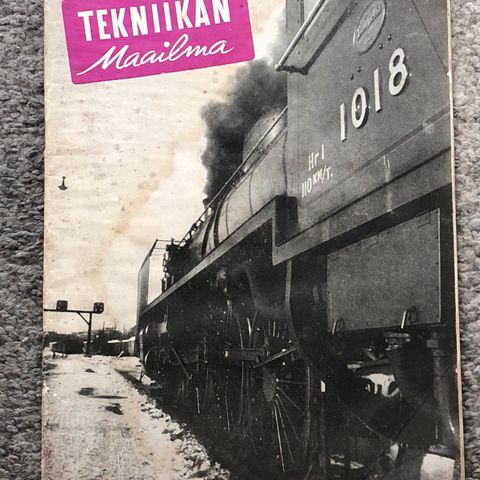 TEKNIIKAN
Maailma
1018
Hr 1
110 KM/T.